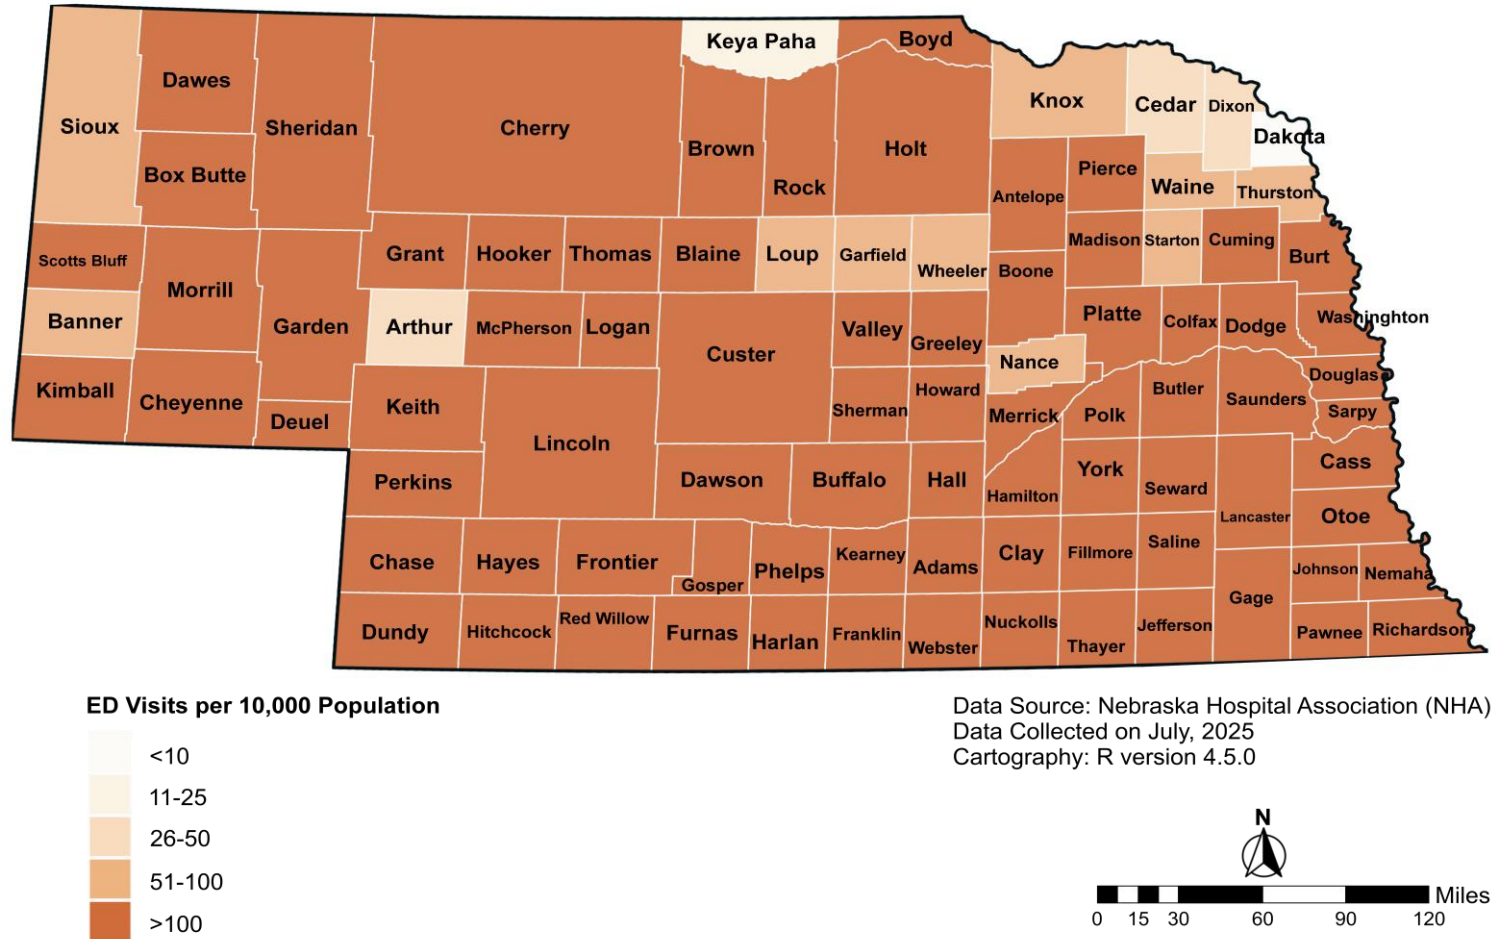 Keya Paha
Boyd
Dawes
Knox
Cedar
Dixon
Sioux
Sheridan
Cherry
Dakota
Brown
Holt
Box Butte
Pierce
Rock
Antelope
Waine
Thurston
Scotts Bluff
Grant
Hooker
Thomas
Blaine
Loup
Garfield
Wheeler
Boone
Madison
Starton
Cuming
Burt
Morrill
Banner
Garden
Arthur
McPherson
Logan
Custer
Valley
Greeley
Platte
Colfax
Dodge
Washinghton
Nance
Kimball
Cheyenne
Deuel
Keith
Lincoln
Sherman
Howard
Merrick
Polk
Butler
Saunders
Douglas
Sarpy
Perkins
Dawson
Buffalo
Hall
Hamilton
York
Seward
Lancaster
Cass
Otoe
Chase
Hayes
Frontier
Gosper
Phelps
Kearney
Adams
Clay
Fillmore
Saline
Gage
Johnson
Nemaha
Dundy
Hitchcock
Red Willow
Furnas
Harlan
Franklin
Webster
Nuckolls
Thayer
Jefferson
Pawnee
Richardson
ED Visits per 10,000 Population
<10
11-25
26-50
51-100
>100
Data Source: Nebraska Hospital Association (NHA)
Data Collected on July, 2025
Cartography: R version 4.5.0
N
Miles
0 15 30 60 90 120